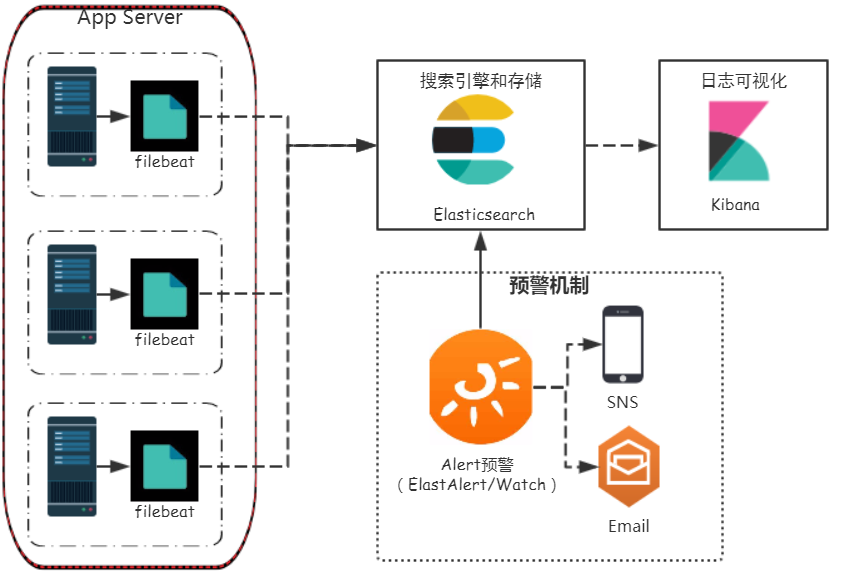 App Server
filebeat
filebeat
filebeat
搜索引擎和存储
Elasticsearch
日志可视化
Kibana
预警机制
Alert预警
( ElastAlert/Watch )
SNS
Email